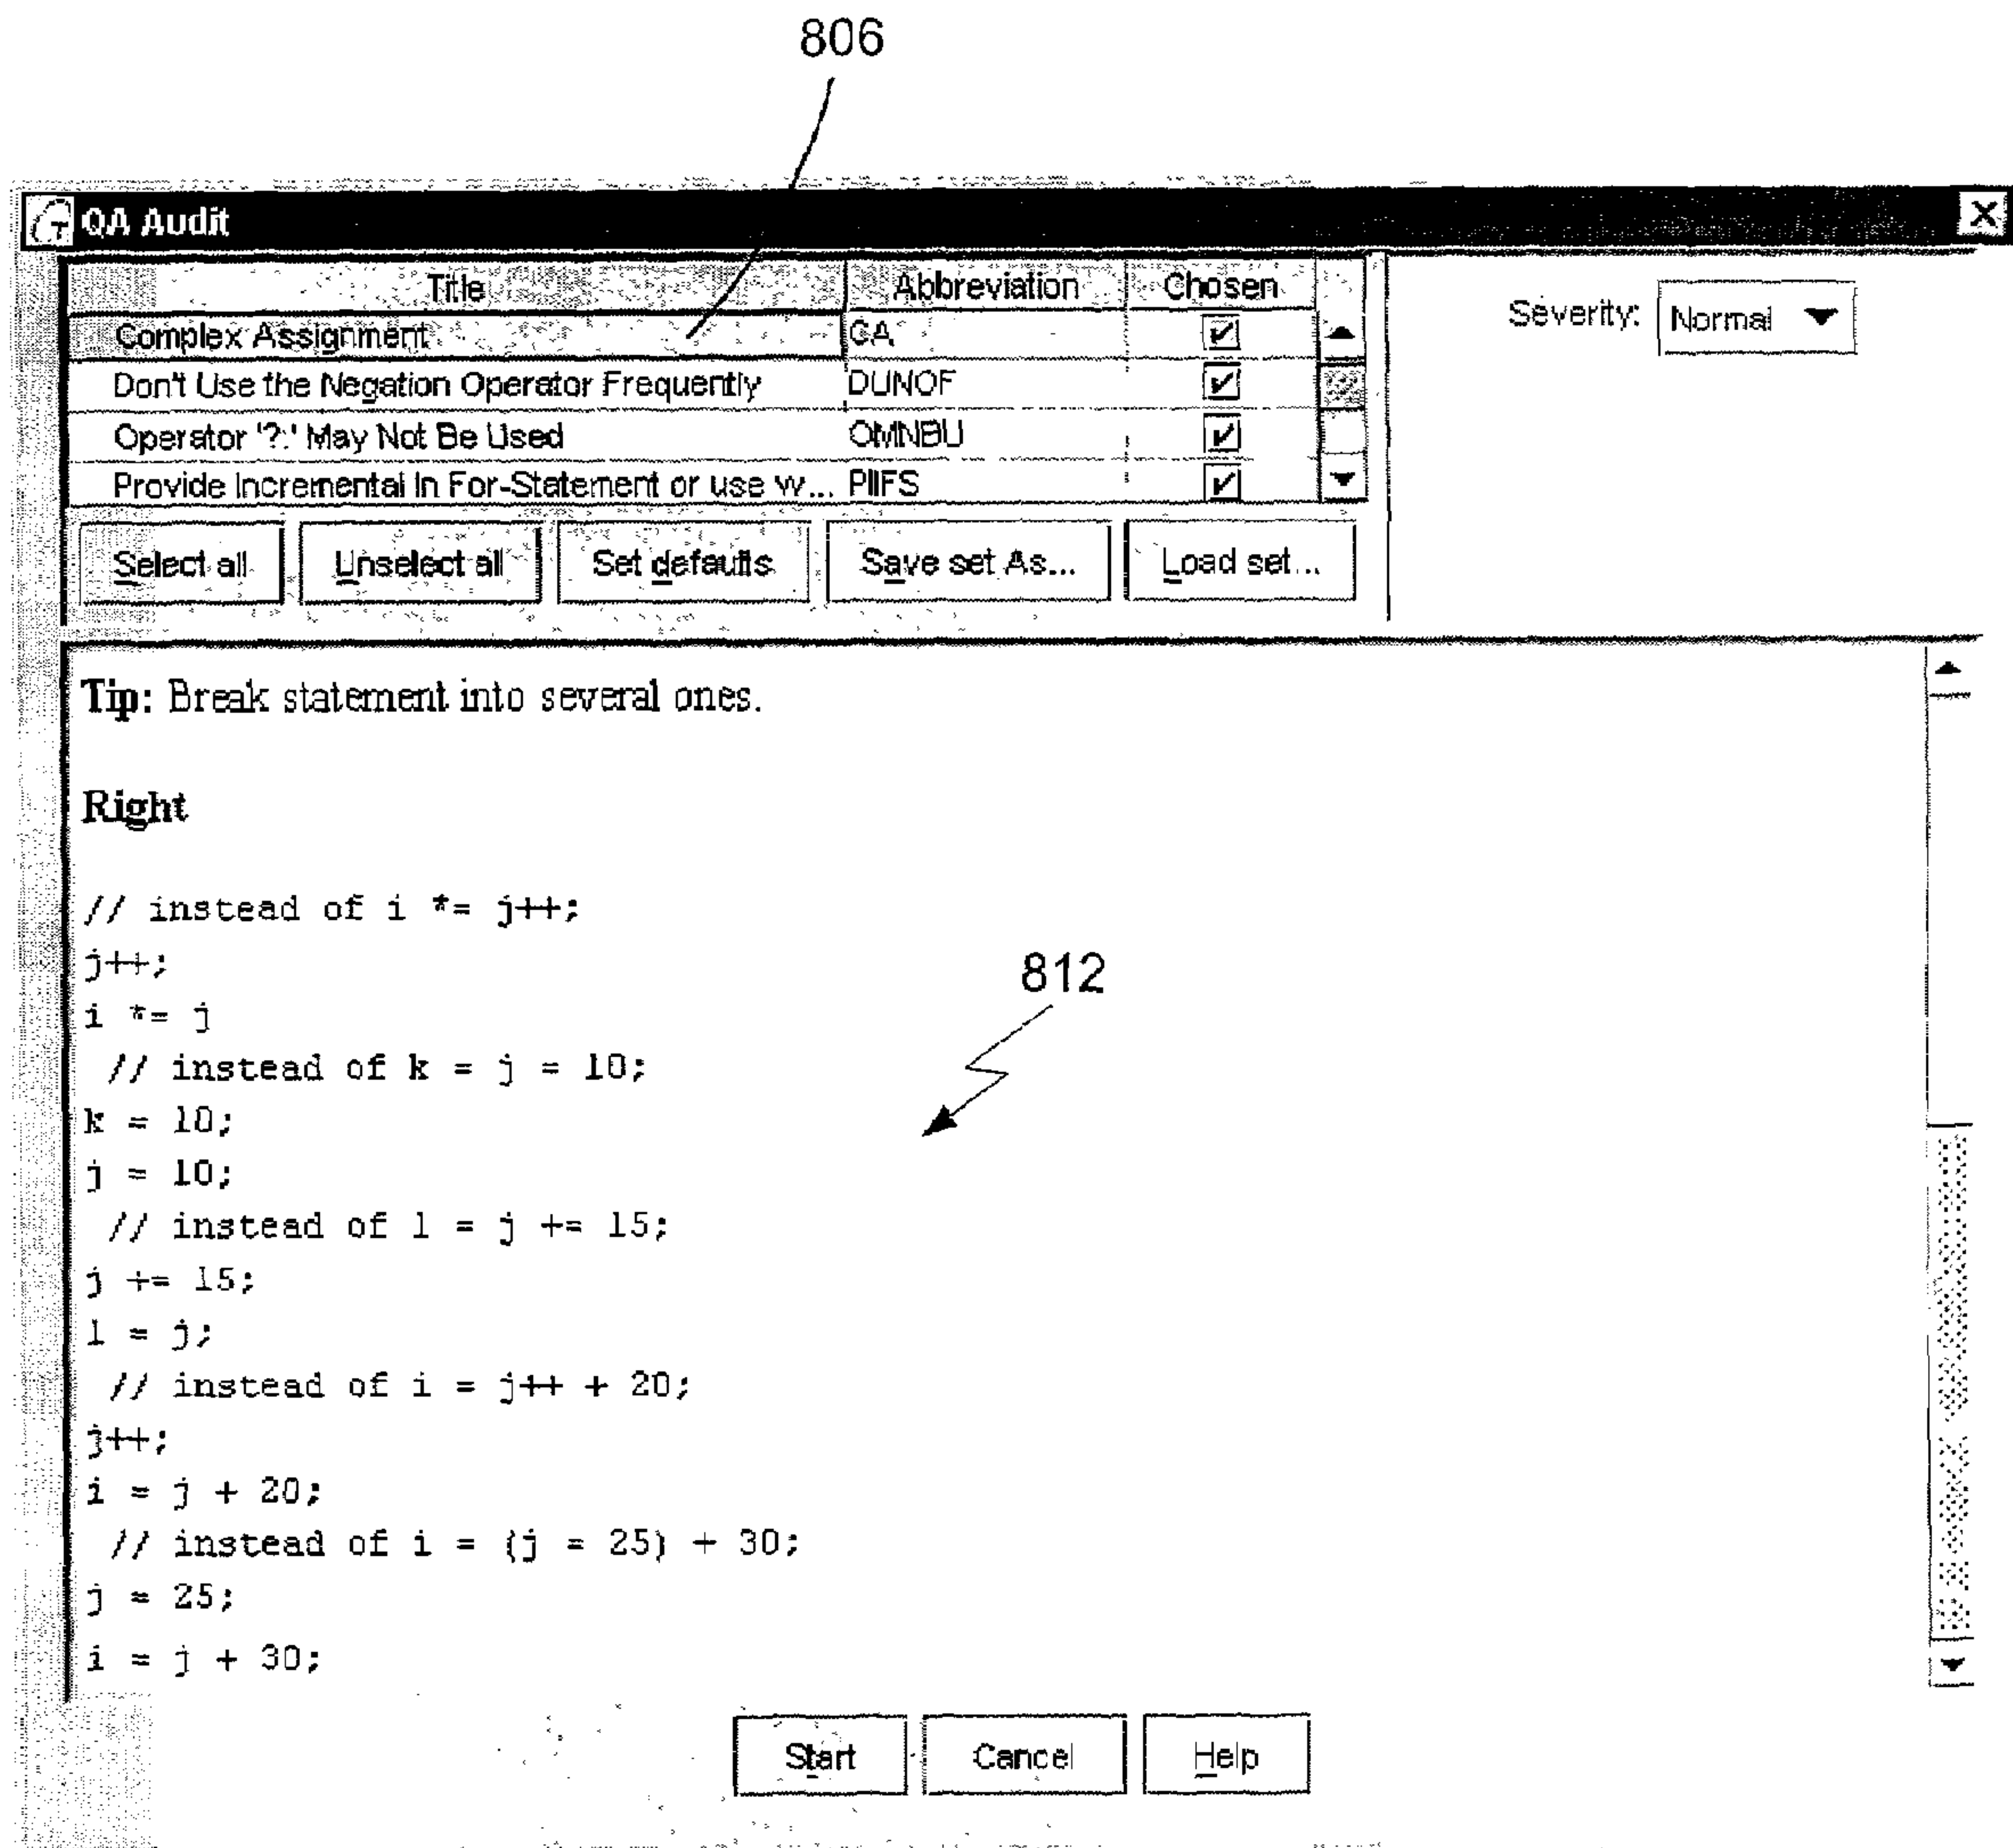 806
QA Audit
Title Abbreviation Chosen
Complex Assignment CA
Don't Use the Negation Operator Frequently DUNOF
Operator '?:' May Not Be Used OMNBU
Provide Incremental In For-Statement or use w... PIIFS
Severity: Normal
Select all Unselect all Set defaults Save set As... Load set...
Tip: Break statement into several ones.
Right
// instead of i *= j++;
j++;
i *= j
// instead of k = j = 10;
k = 10;
j = 10;
// instead of l = j += 15;
j += 15;
l = j;
// instead of i = j++ + 20;
j++;
i = j + 20;
// instead of i = (j = 25) + 30;
j = 25;
i = j + 30;
812
Start Cancel Help